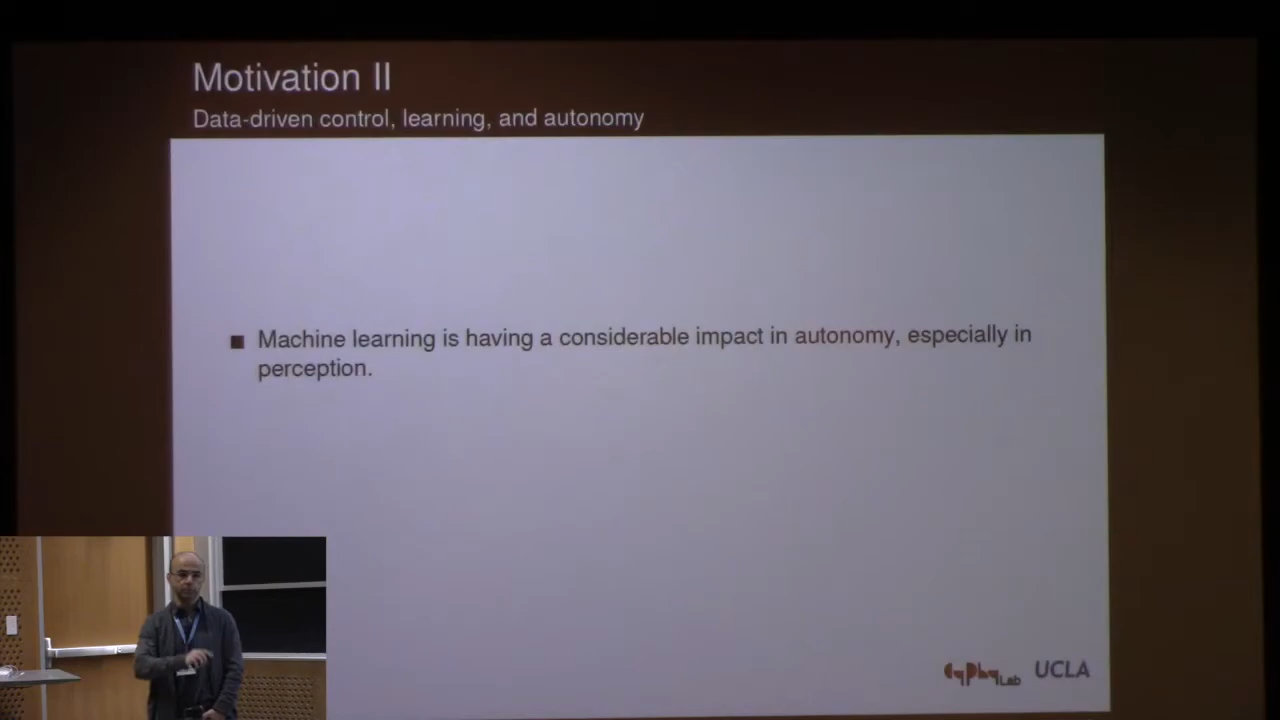 Motivation II
Data-driven control, learning, and autonomy
Machine learning is having a considerable impact in autonomy, especially in
perception.
CyPhyLab UCLA